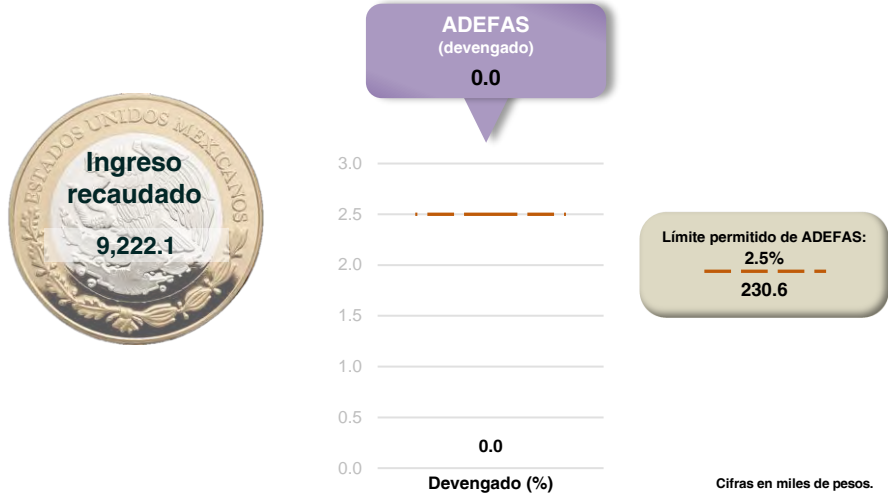 ADEFAS
(devengado)
0.0
ESTADOS UNIDOS MEXICANOS
Ingreso
recaudado
9,222.1
3.0
2.5
2.0
1.5
1.0
0.5
0.0
0.0
Devengado (%)
Límite permitido de ADEFAS:
2.5%
230.6
Cifras en miles de pesos.